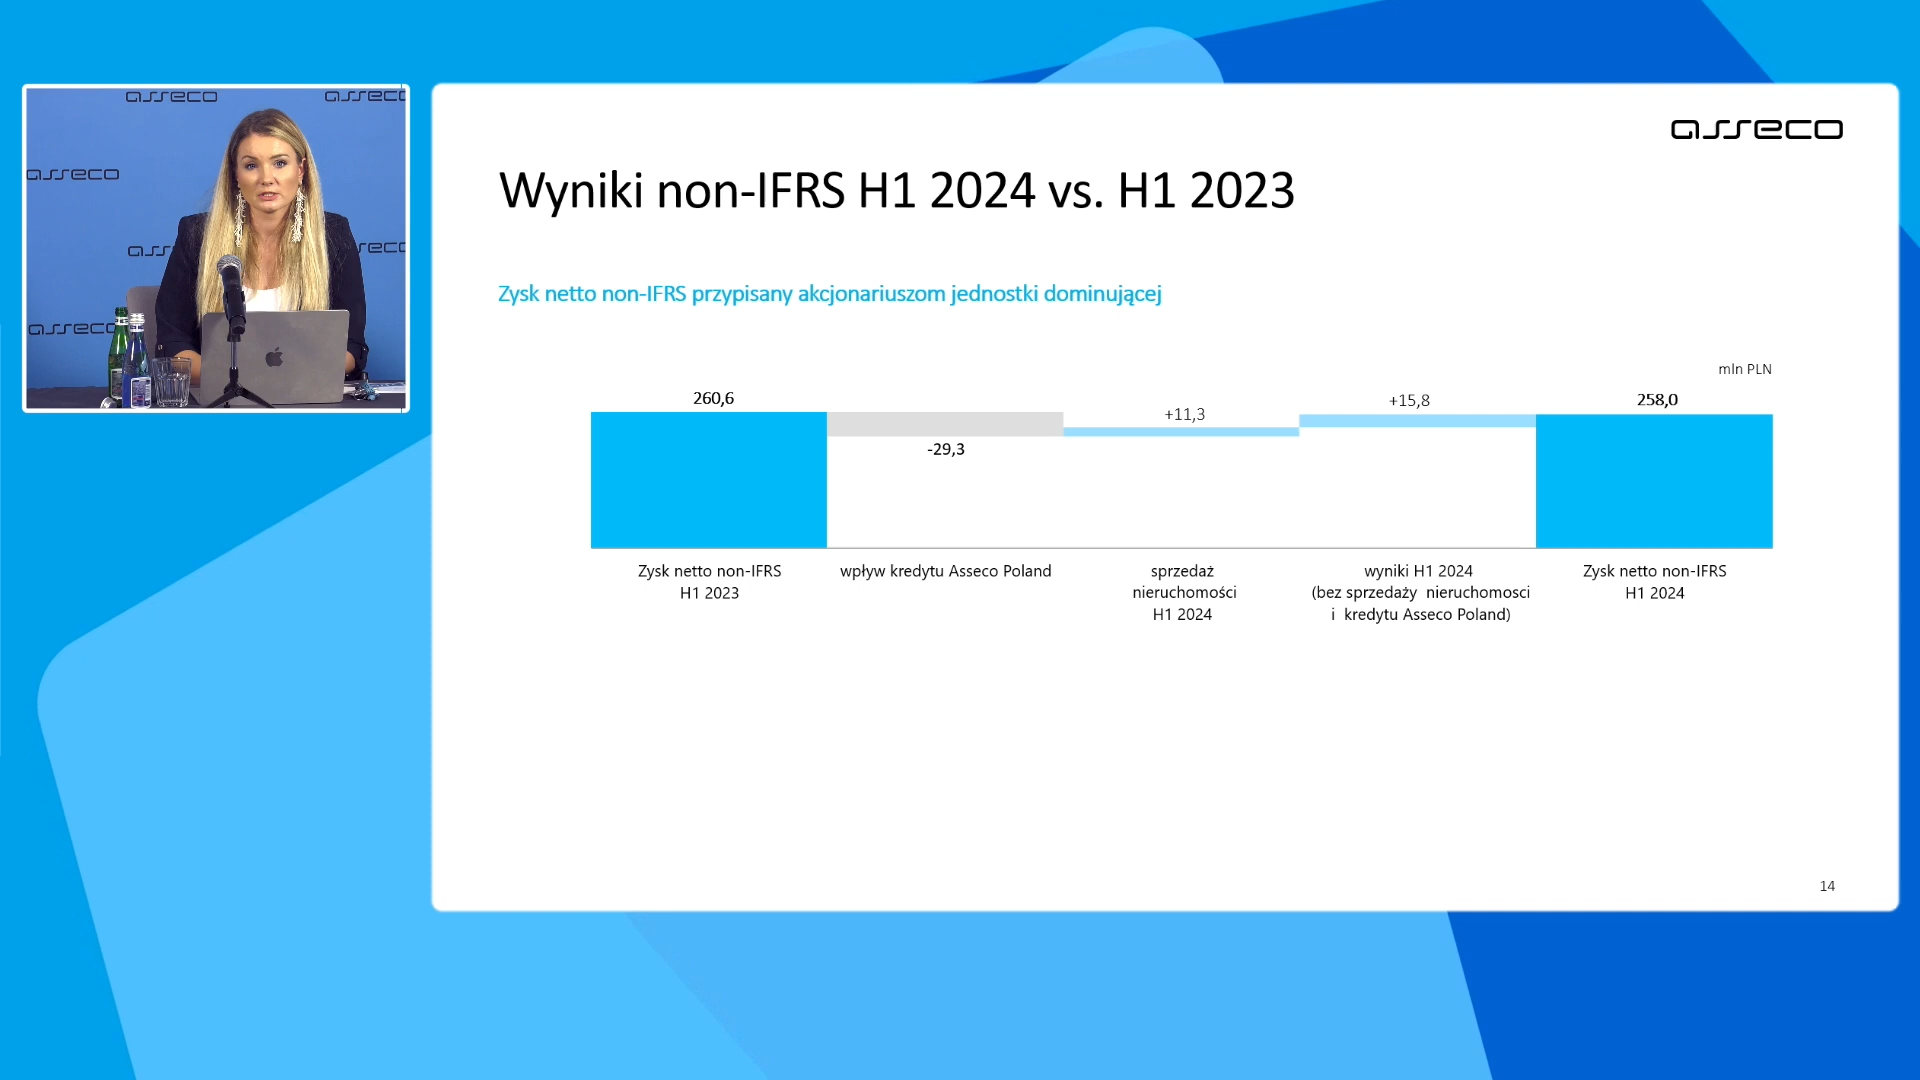 asseco
asseco
asseco
asseco
asseco
Wyniki non-IFRS H1 2024 vs. H1 2023
Zysk netto non-IFRS przypisany akcjonariuszom jednostki dominującej
mln PLN
260,6
-29,3
+11,3
+15,8
258,0
Zysk netto non-IFRS
H1 2023
wpływ kredytu Asseco Poland
sprzedaż
nieruchomości
H1 2024
wyniki H1 2024
(bez sprzedaży nieruchomosci
i kredytu Asseco Poland)
Zysk netto non-IFRS
H1 2024
14